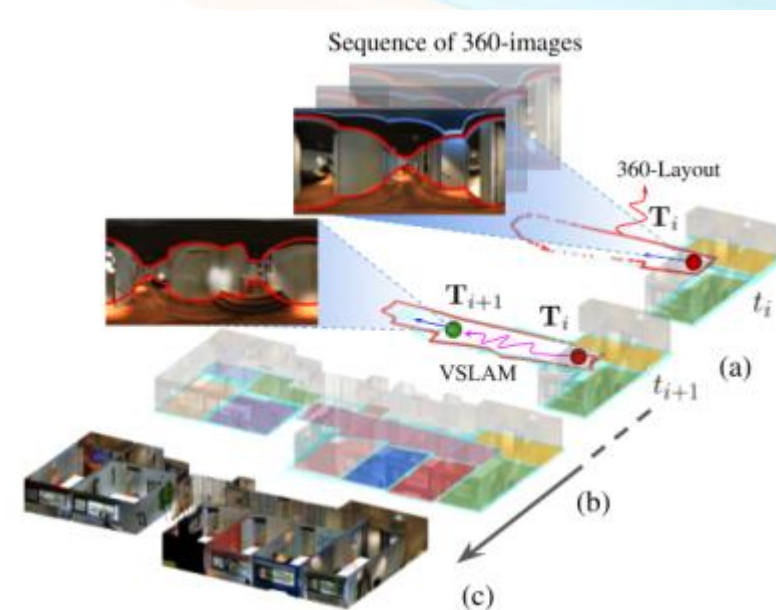 Sequence of 360-images
360-Layout
T_i
t_i
T_{i+1}
T_i
(a)
VSLAM
t_{i+1}
(b)
(c)